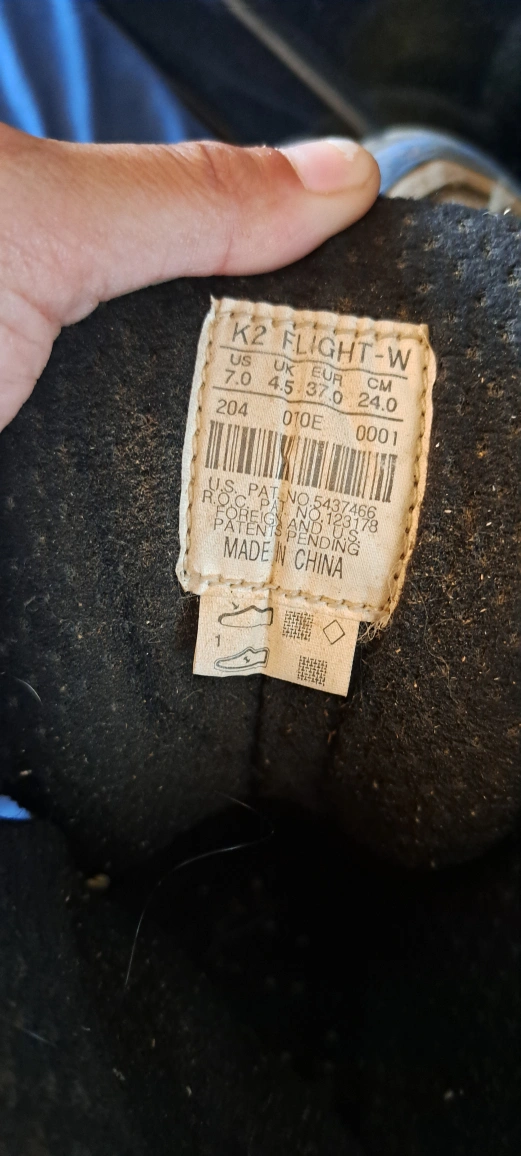 K2 FLIGHT-W
US UK EUR CM
7.0 4.5 37.0 24.0
204 010E 0001
U.S. PAT.NO.5437466
R.O.C. PAT. NO.123178
FOREIGN AND U.S.
PATENTS PENDING
MADE IN CHINA
1